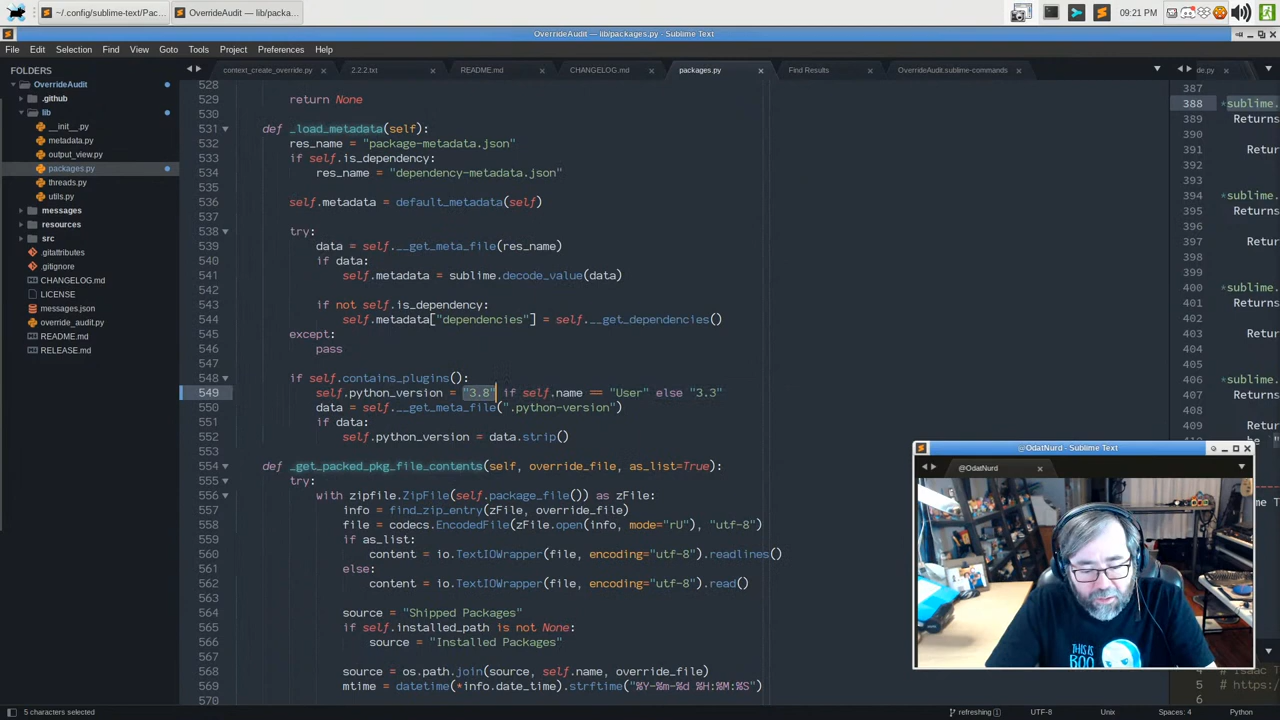 ~/.config/sublime-text/Pac...
OverrideAudit — lib/packa...
09:21 PM
OverrideAudit — lib/packages.py - Sublime Text
File Edit Selection Find View Goto Tools Project Preferences Help
FOLDERS
OverrideAudit
.github
lib
__init__.py
metadata.py
output_view.py
packages.py
threads.py
utils.py
messages
resources
src
.gitattributes
.gitignore
CHANGELOG.md
LICENSE
messages.json
override_audit.py
README.md
RELEASE.md
context_create_override.py
2.2.2.txt
README.md
CHANGELOG.md
packages.py
Find Results
OverrideAudit.sublime-commands
de.py
528
529 return None
530
531 def _load_metadata(self):
532 res_name = "package-metadata.json"
533 if self.is_dependency:
534 res_name = "dependency-metadata.json"
535
536 self.metadata = default_metadata(self)
537
538 try:
539 data = self.__get_meta_file(res_name)
540 if data:
541 self.metadata = sublime.decode_value(data)
542
543 if not self.is_dependency:
544 self.metadata["dependencies"] = self.__get_dependencies()
545 except:
546 pass
547
548 if self.contains_plugins():
549 self.python_version = "3.8" if self.name == "User" else "3.3"
550 data = self.__get_meta_file(".python-version")
551 if data:
552 self.python_version = data.strip()
553
554 def _get_packed_pkg_file_contents(self, override_file, as_list=True):
555 try:
556 with zipfile.ZipFile(self.package_file()) as zFile:
557 info = find_zip_entry(zFile, override_file)
558 file = codecs.EncodedFile(zFile.open(info, mode="rU"), "utf-8")
559 if as_list:
560 content = io.TextIOWrapper(file, encoding="utf-8").readlines()
561 else:
562 content = io.TextIOWrapper(file, encoding="utf-8").read()
563
564 source = "Shipped Packages"
565 if self.installed_path is not None:
566 source = "Installed Packages"
567
568 source = os.path.join(source, self.name, override_file)
569 mtime = datetime(*info.date_time).strftime("%Y-%m-%d %H:%M:%S")
570
387
388 *sublime.
389 Returns
390
391 Return
392
393
394 *sublime.
395 Returns
396
397 Return
398
399
400 *sublime.
401 Returns
402
403 Return
404
405
406 *sublime.
407 Returns
408
409 Return
@OdatNurd - Sublime Text
@OdatNurd
THIS IS
BOO
4 # Isaac
5 # https:/
6
5 characters selected
refreshing (1)
UTF-8
Unix
Spaces: 4
Python